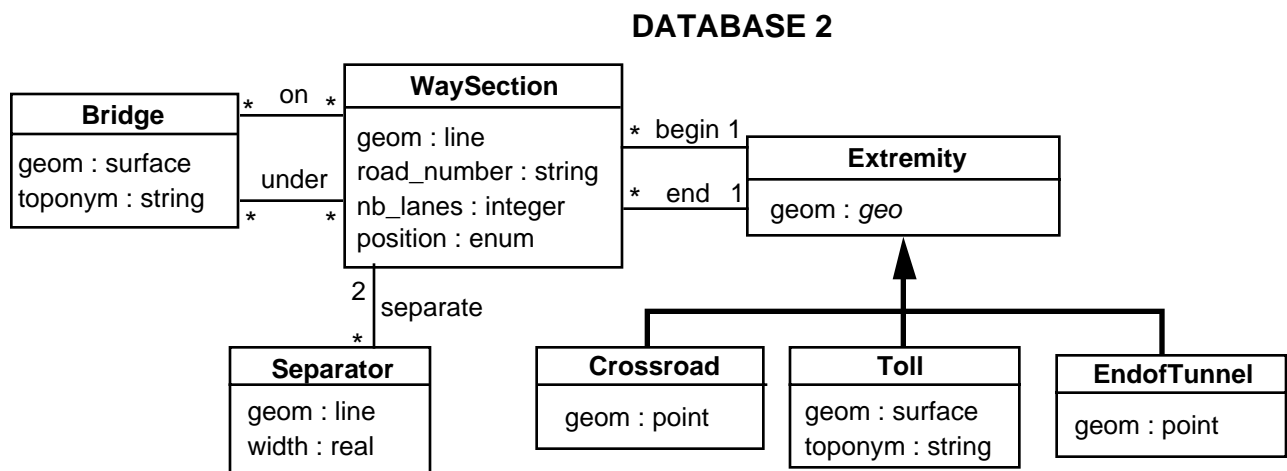 DATABASE 2
Bridge
geom : surface
toponym : string
* on *
under
* *
WaySection
geom : line
road_number : string
nb_lanes : integer
position : enum
* begin 1
* end 1
Extremity
geom : geo
2
separate
*
Separator
geom : line
width : real
Crossroad
geom : point
Toll
geom : surface
toponym : string
EndofTunnel
geom : point